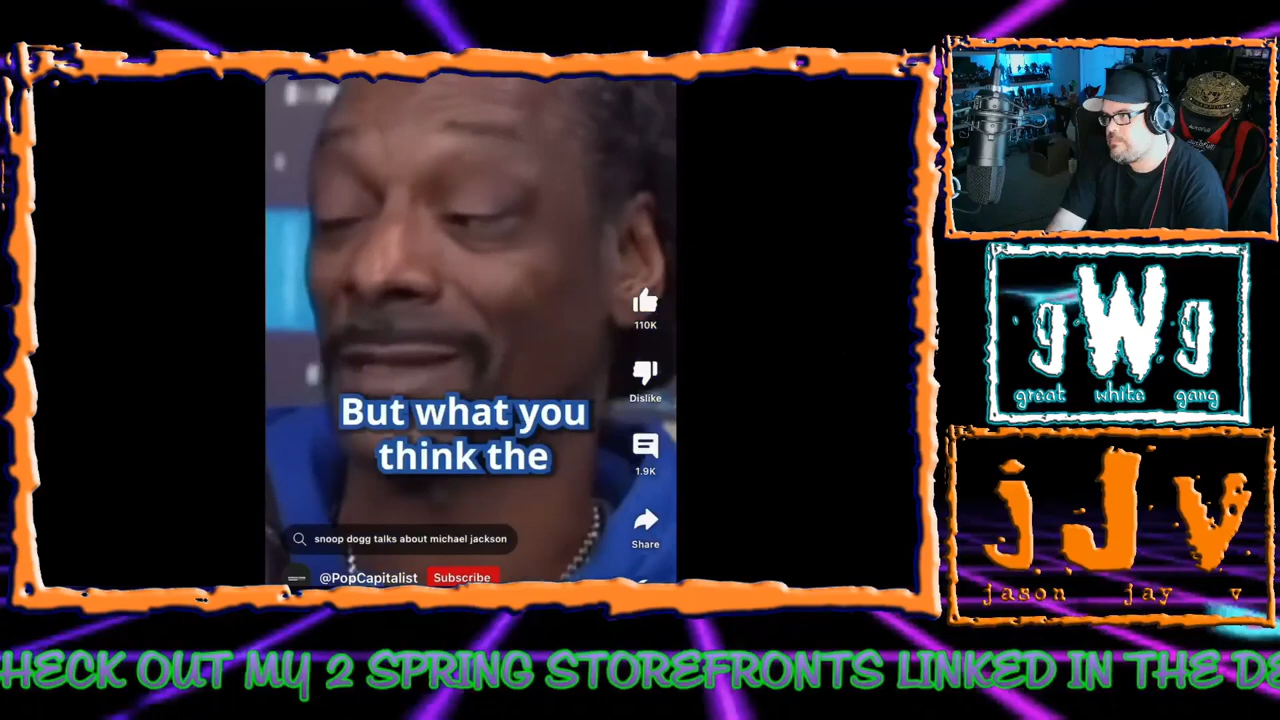 110K
Dislike
But what you
think the
1.9K
snoop dogg talks about michael jackson
Share
@PopCapitalist Subscribe
gWg
great white gang
jJv
jason jay v
HECK OUT MY 2 SPRING STOREFRONTS LINKED IN THE DE